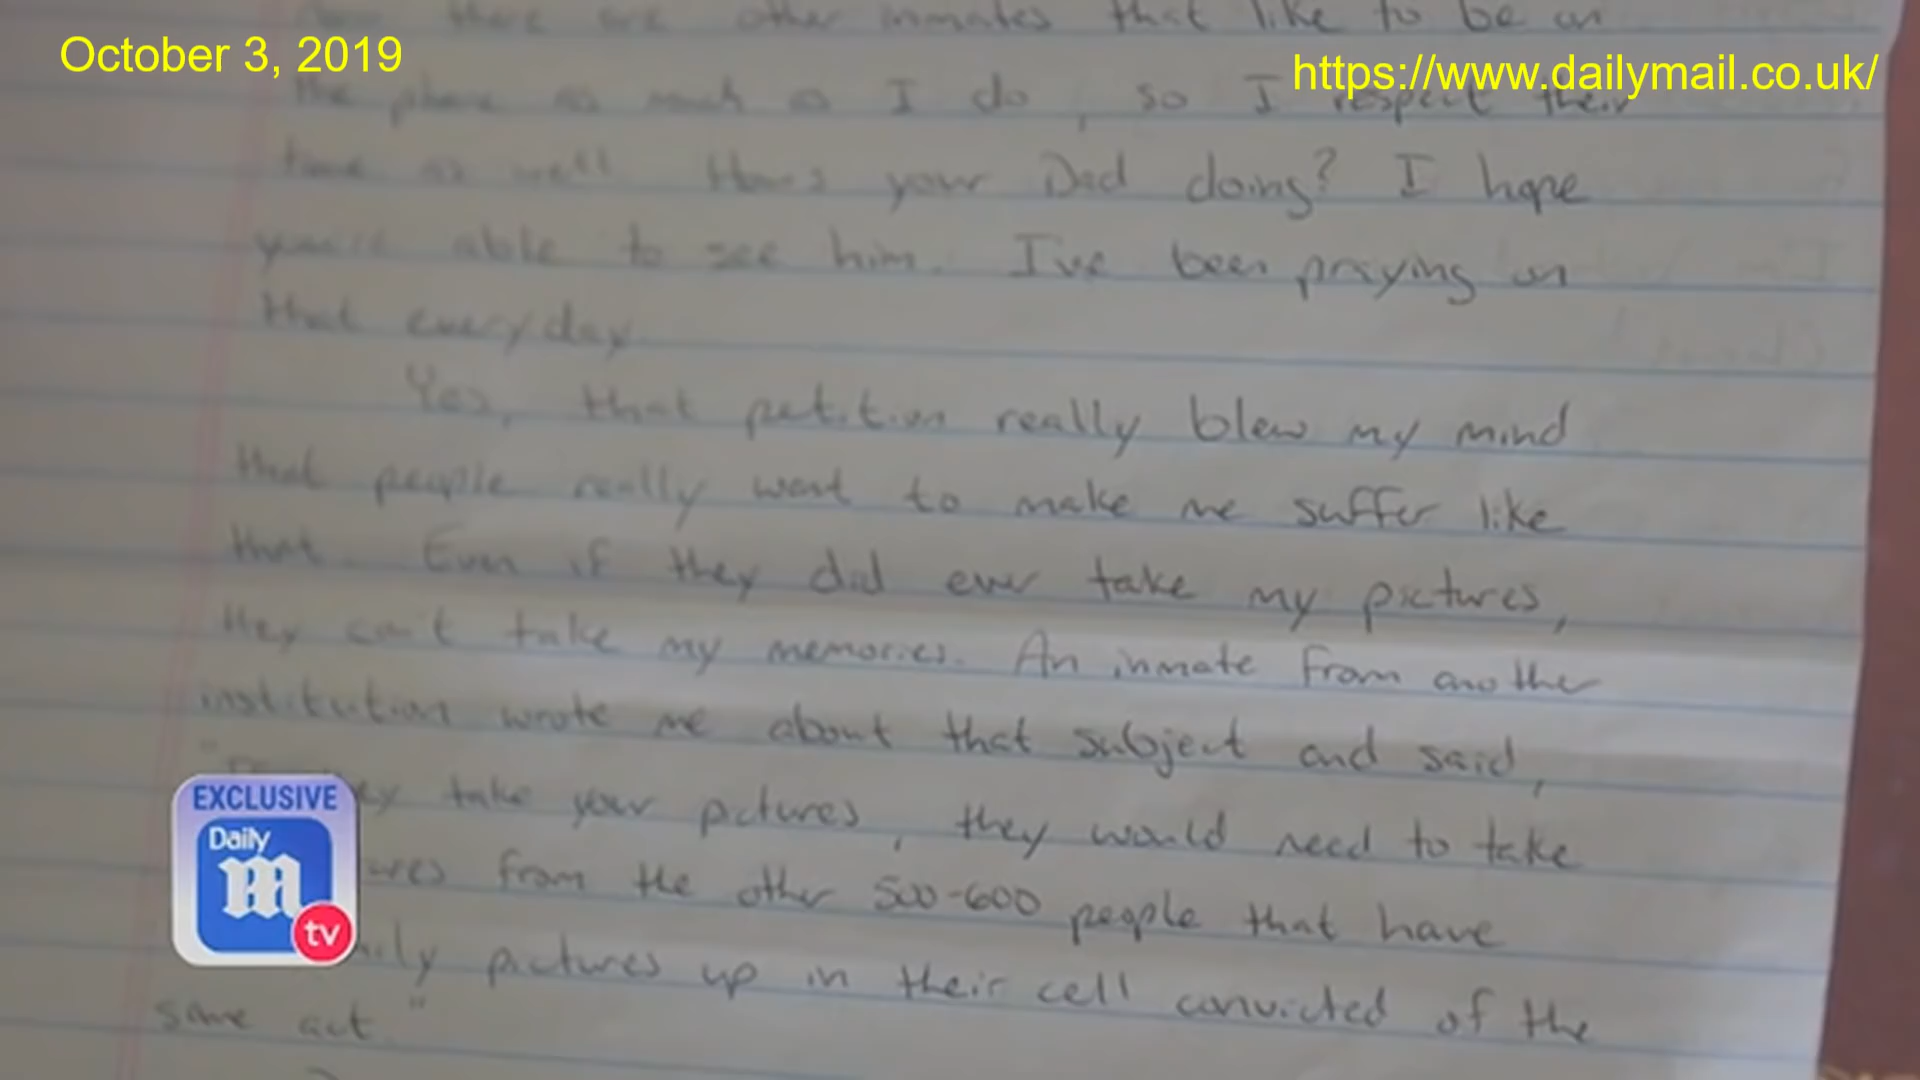 October 3, 2019
https://www.dailymail.co.uk/
there are other inmates that like to be on
the phone as much as I do, so I respect their
time as well. How's your Dad doing? I hope
you're able to see him. I've been praying on
that everyday
Yes, that petition really blew my mind
that people really want to make me suffer like
that. Even if they did ever take my pictures,
they can't take my memories. An inmate from another
institution wrote me about that subject and said,
take your pictures, they would need to take
from the other 500-600 people that have
pictures up in their cell convicted of the
same act."
EXCLUSIVE
Daily
M
tv